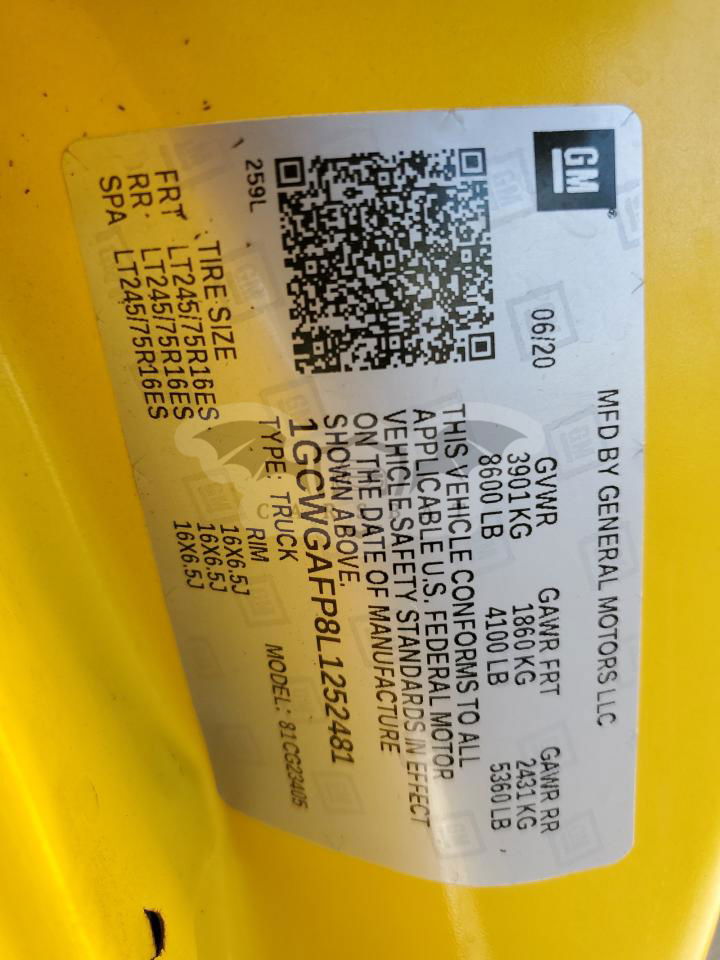 GM
®
MFD BY GENERAL MOTORS LLC
06/20
GVWR GAWR FRT GAWR RR
3901 KG 1860 KG 2431 KG
8600 LB 4100 LB 5360 LB
THIS VEHICLE CONFORMS TO ALL
APPLICABLE U.S. FEDERAL MOTOR
VEHICLE SAFETY STANDARDS IN EFFECT
ON THE DATE OF MANUFACTURE
SHOWN ABOVE.
1GCWGAFP8L1252481
259L
TYPE: TRUCK MODEL: 81CG23405
TIRE SIZE RIM
FRT LT245/75R16ES 16X6.5J
RR LT245/75R16ES 16X6.5J
SPA LT245/75R16ES 16X6.5J